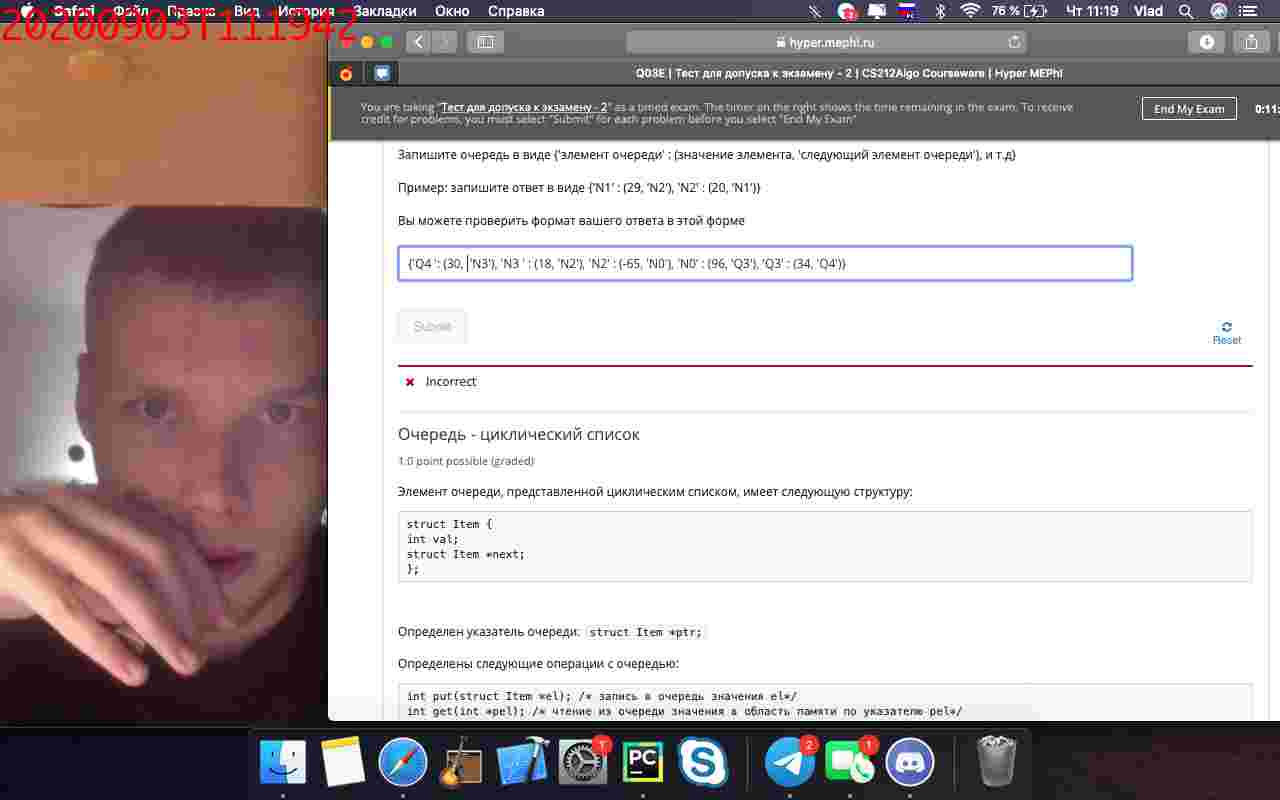 Safari Файл Правка Вид История Закладки Окно Справка
76 % Чт 11:19 Vlad
20200903T111942
hyper.mephi.ru
Q03E | Тест для допуска к экзамену - 2 | CS212Algo Courseware | Hyper MEPhI
You are taking "Тест для допуска к экзамену - 2" as a timed exam. The timer on the right shows the time remaining in the exam. To receive
credit for problems, you must select "Submit" for each problem before you select "End My Exam"
End My Exam
0:11:
Запишите очередь в виде {'элемент очереди' : (значение элемента, 'следующий элемент очереди'), и т.д}
Пример: запишите ответ в виде {'N1' : (29, 'N2'), 'N2' : (20, 'N1')}
Вы можете проверить формат вашего ответа в этой форме
{'Q4 ': (30, 'N3'), 'N3 ' : (18, 'N2'), 'N2' : (-65, 'N0'), 'N0' : (96, 'Q3'), 'Q3' : (34, 'Q4')}
Submit
Reset
Incorrect
Очередь - циклический список
1.0 point possible (graded)
Элемент очереди, представленной циклическим списком, имеет следующую структуру:
struct Item {
int val;
struct Item *next;
};
Определен указатель очереди: struct Item *ptr;
Определены следующие операции с очередью:
int put(struct Item *el); /* запись в очередь значения el*/
int get(int *pel); /* чтение из очереди значения в область памяти по указателю pel*/
PC
2
1